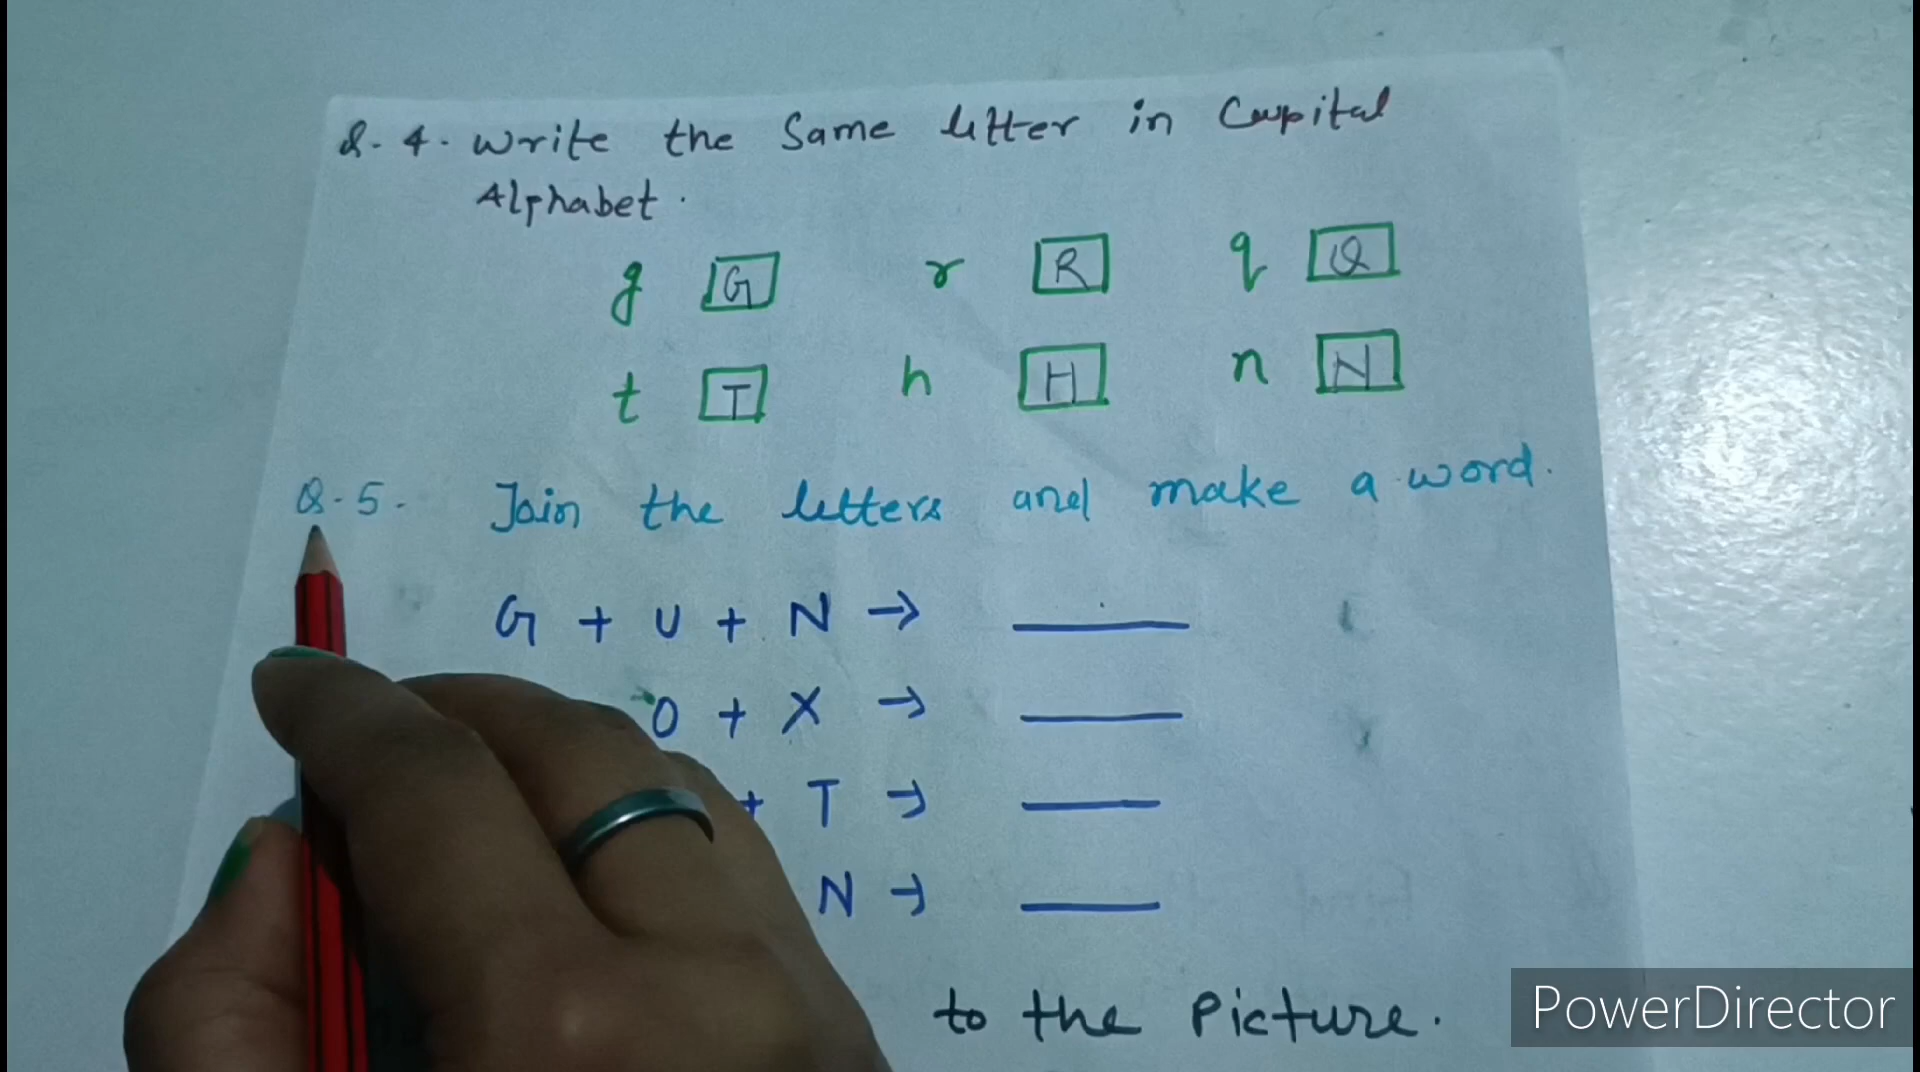 Q. 4. Write the Same letter in Capital
Alphabet.
g G r R q Q
t T h H n N
Q. 5. Join the letters and make a word.
G + U + N →
O + X →
+ T →
N →
to the Picture.
PowerDirector